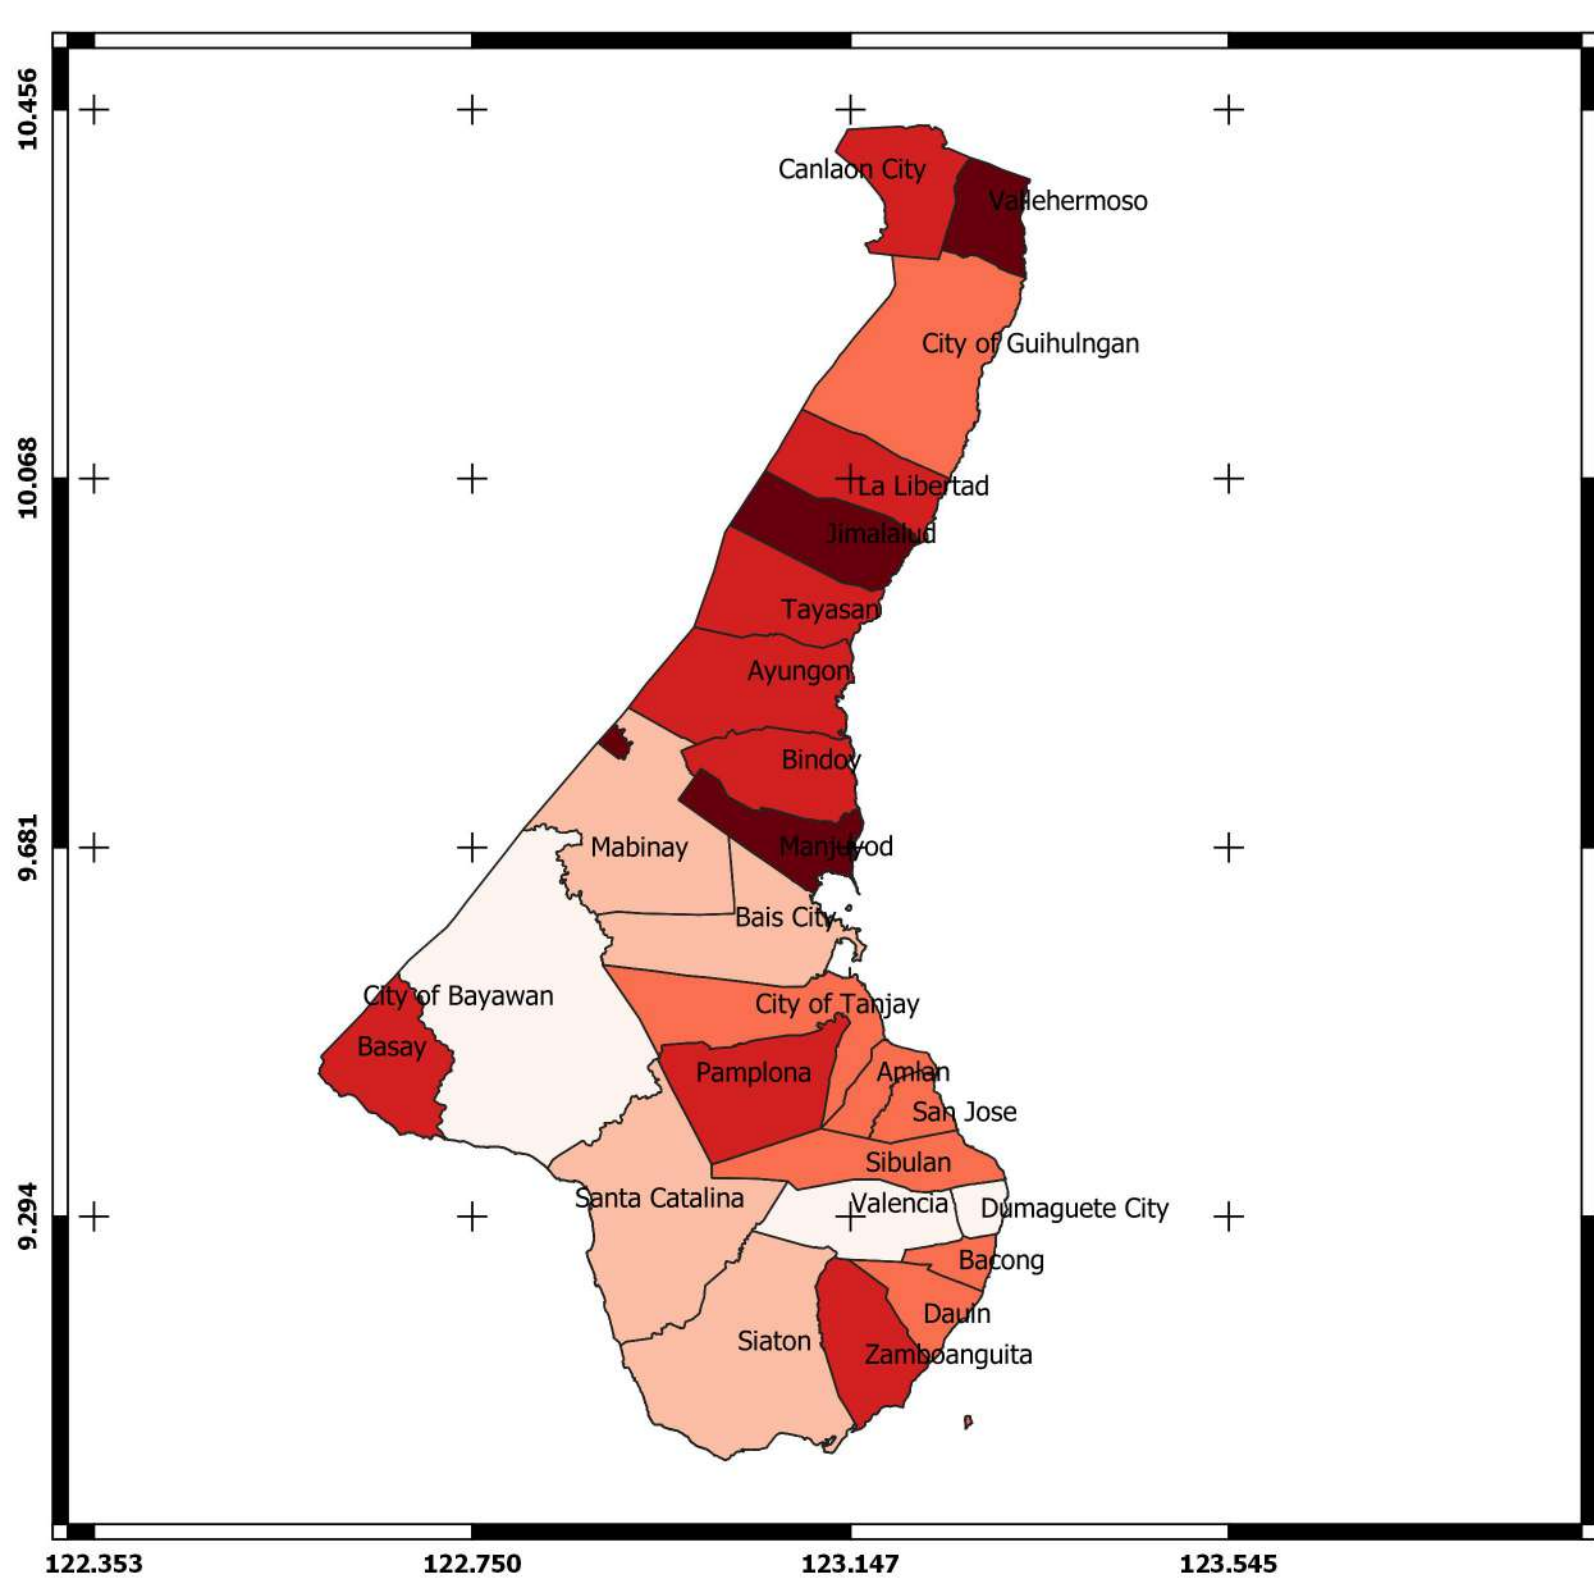 10.456
Canlaon City
Vallehermoso
City of Guihulngan
10.068
La Libertad
Jimalalud
Tayasan
Ayungon
Bindoy
9.681
Mabinay
Manjuyod
Bais City
City of Bayawan
City of Tanjay
Basay
Pamplona
Amlan
San Jose
Sibulan
9.294
Santa Catalina
Valencia
Dumaguete City
Bacong
Dauin
Siaton
Zamboanguita
122.353
122.750
123.147
123.545